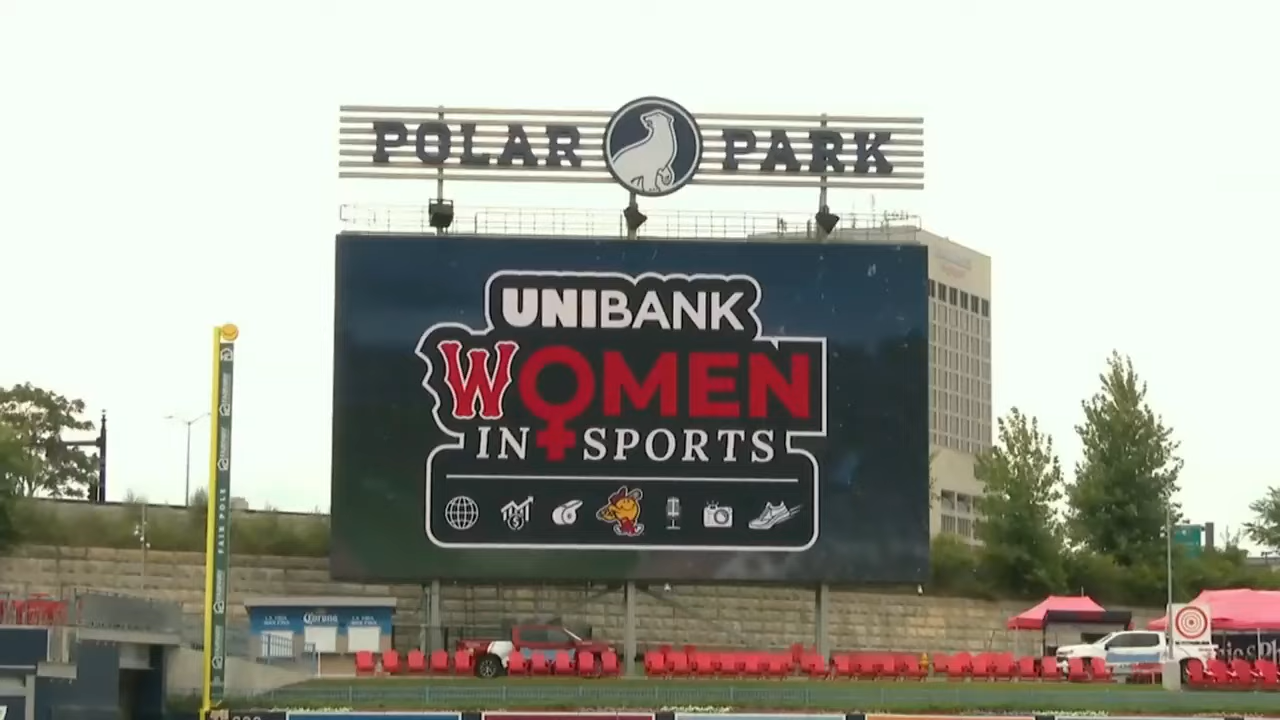 POLAR PARK
UNIBANK
WOMEN
IN SPORTS
FAIR POLE
Corona